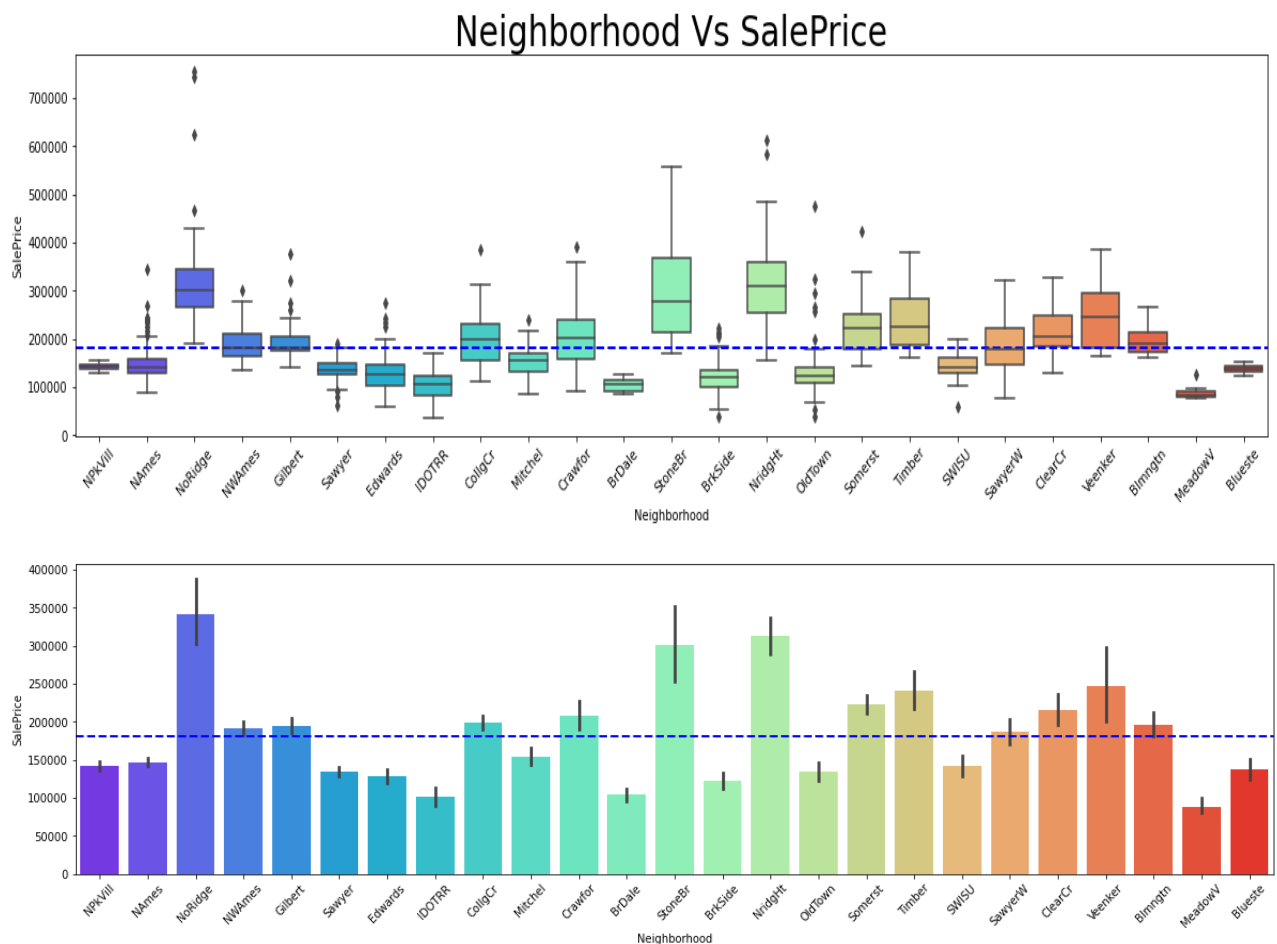 Neighborhood Vs SalePrice
700000
600000
500000
400000
300000
200000
100000
0
SalePrice
NPkVill NAmes NoRidge NWAmes Gilbert Sawyer Edwards IDOTRR CollgCr Mitchel Crawfor BrDale StoneBr BrkSide NridgHt OldTown Somerst Timber SWISU SawyerW ClearCr Veenker Blmngtn MeadowV Blueste
Neighborhood
400000
350000
300000
250000
200000
150000
100000
50000
0
SalePrice
NPkVill NAmes NoRidge NWAmes Gilbert Sawyer Edwards IDOTRR CollgCr Mitchel Crawfor BrDale StoneBr BrkSide NridgHt OldTown Somerst Timber SWISU SawyerW ClearCr Veenker Blmngtn MeadowV Blueste
Neighborhood